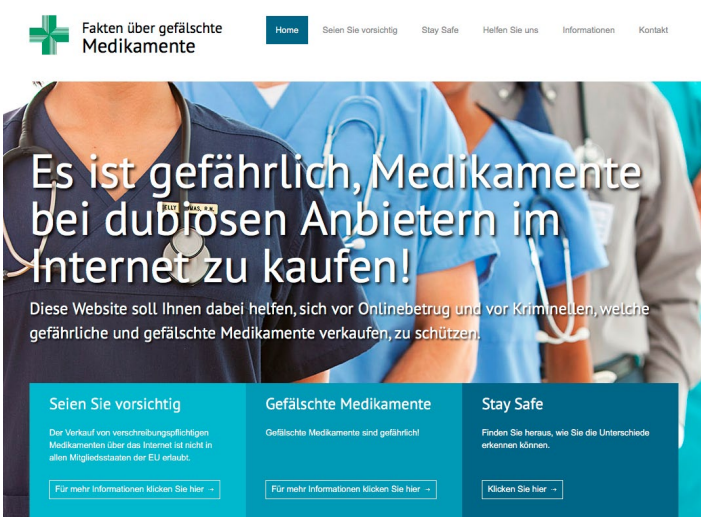 Fakten über gefälschte
Medikamente
Home
Seien Sie vorsichtig
Stay Safe
Helfen Sie uns
Informationen
Kontakt
Es ist gefährlich, Medikamente
bei dubiosen Anbietern im
Internet zu kaufen!
Diese Website soll Ihnen dabei helfen, sich vor Onlinebetrug und vor Kriminellen, welche
gefährliche und gefälschte Medikamente verkaufen, zu schützen.
Seien Sie vorsichtig
Der Verkauf von verschreibungspflichtigen
Medikamenten über das Internet ist nicht in
allen Mitgliedsstaaten der EU erlaubt.
Für mehr Informationen klicken Sie hier →
Gefälschte Medikamente
Gefälschte Medikamente sind gefährlich!
Für mehr Informationen klicken Sie hier →
Stay Safe
Finden Sie heraus, wie Sie die Unterschiede
erkennen können.
Klicken Sie hier →